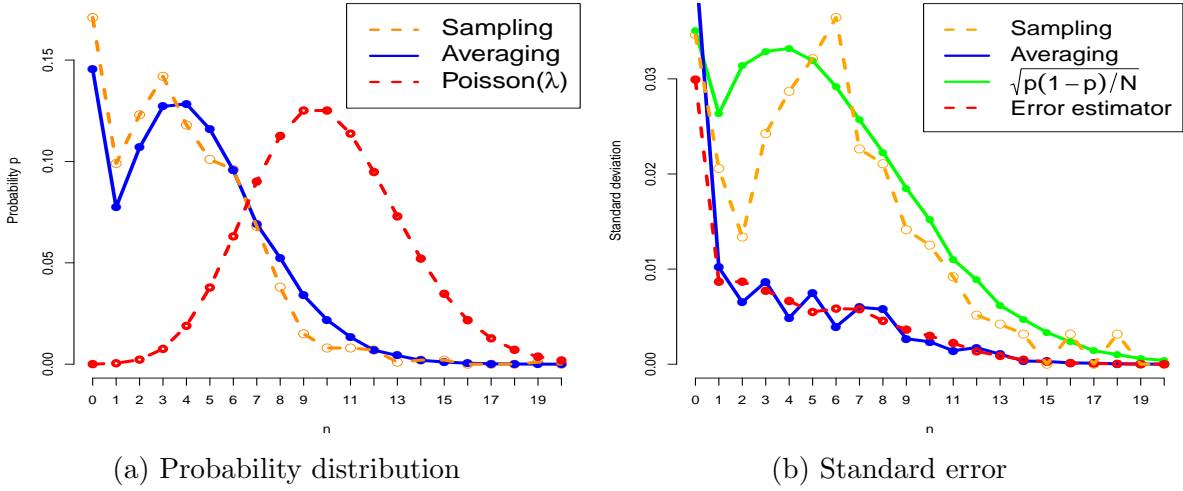 Sampling
Averaging
Poisson(λ)
Probability p
0.15
0.10
0.05
0.00
0 1 2 3 4 5 6 7 8 9 11 13 15 17 19
n
(a) Probability distribution
Sampling
Averaging
√p(1−p)/N
Error estimator
Standard deviation
0.03
0.02
0.01
0.00
0 1 2 3 4 5 6 7 8 9 11 13 15 17 19
n
(b) Standard error